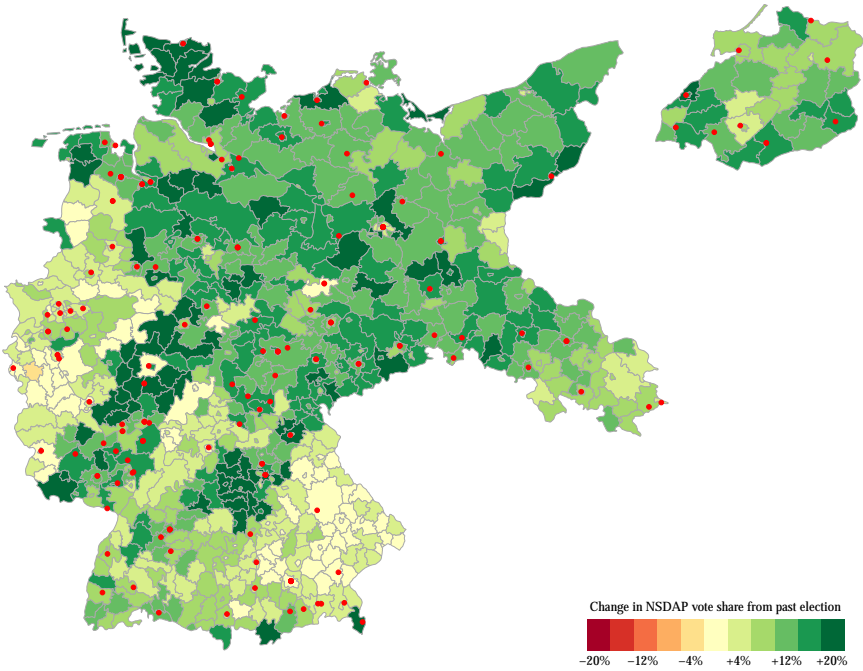 Change in NSDAP vote share from past election
−20% −12% −4% +4% +12% +20%